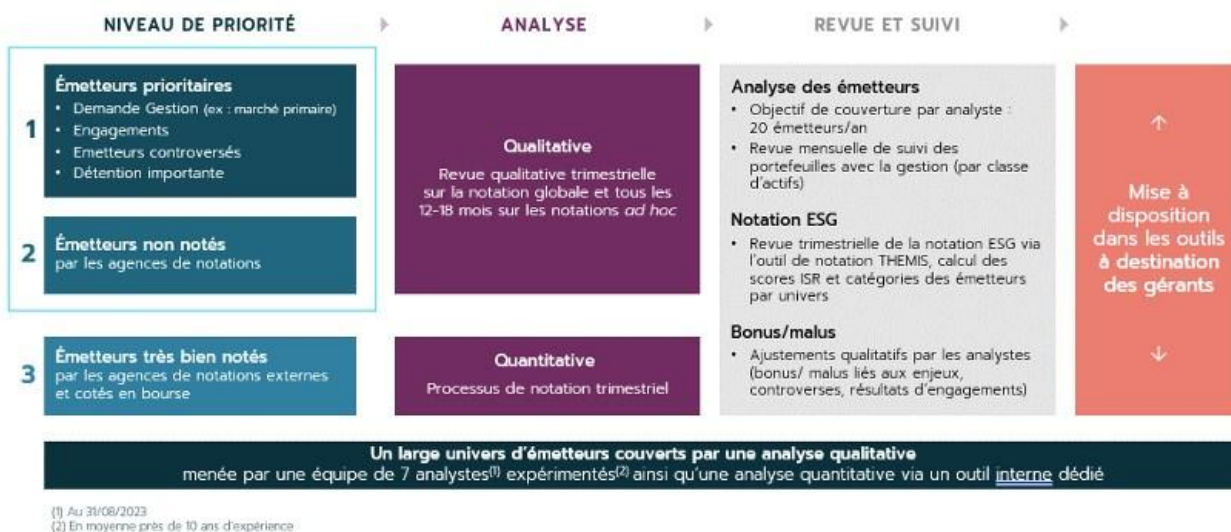 NIVEAU DE PRIORITÉ
ANALYSE
REVUE ET SUIVI
1
Émetteurs prioritaires
• Demande Gestion (ex : marché primaire)
• Engagements
• Emetteurs controversés
• Détention importante
2
Émetteurs non notés
par les agences de notations
3
Émetteurs très bien notés
par les agences de notations externes
et cotés en bourse
Qualitative
Revue qualitative trimestrielle
sur la notation globale et tous les
12-18 mois sur les notations ad hoc
Quantitative
Processus de notation trimestriel
Analyse des émetteurs
• Objectif de couverture par analyste :
20 émetteurs/an
• Revue mensuelle de suivi des
portefeuilles avec la gestion (par classe
d'actifs)
Notation ESG
• Revue trimestrielle de la notation ESG via
l'outil de notation THEMIS, calcul des
scores ISR et catégories des émetteurs
par univers
Bonus/malus
• Ajustements qualitatifs par les analystes
(bonus/ malus liés aux enjeux,
controverses, résultats d'engagements)
Mise à
disposition
dans les outils
à destination
des gérants
Un large univers d'émetteurs couverts par une analyse qualitative
menée par une équipe de 7 analystes(1) expérimentés(2) ainsi qu'une analyse quantitative via un outil interne dédié
(1) Au 31/08/2023
(2) En moyenne près de 10 ans d'expérience